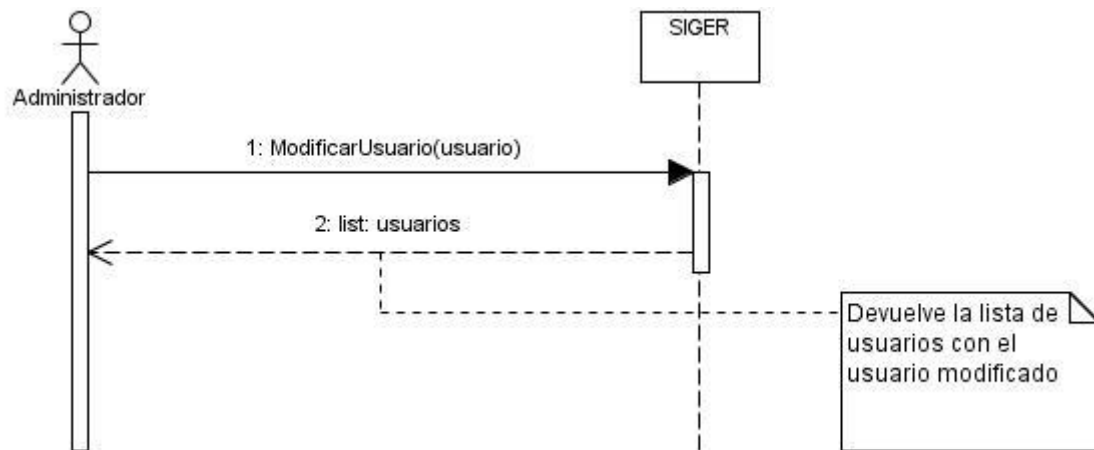 SIGER
Administrador
1: ModificarUsuario(usuario)
2: list: usuarios
Devuelve la lista de
usuarios con el
usuario modificado